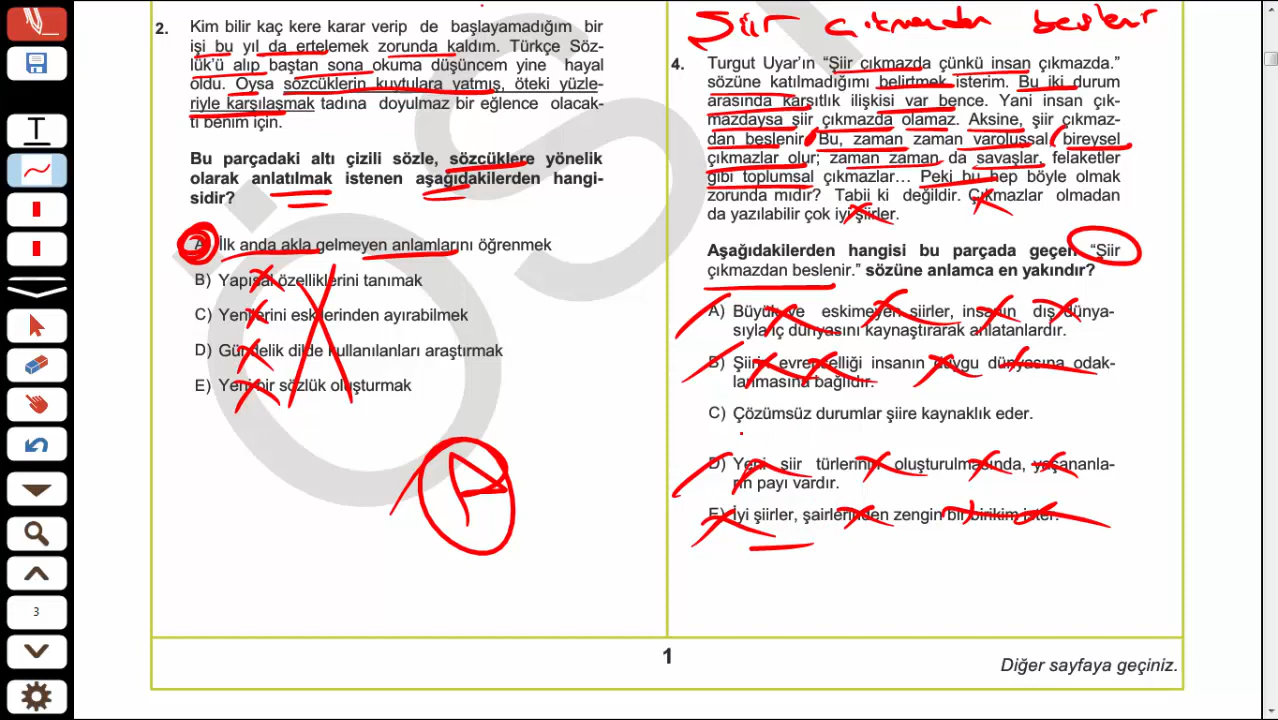 Şiir çıkmazdan beslenir
2. Kim bilir kaç kere karar verip de başlayamadığım bir
işi bu yıl da ertelemek zorunda kaldım. Türkçe Söz-
lük’ü alıp baştan sona okuma düşüncem yine hayal
oldu. Oysa sözcüklerin kuytulara yatmış, öteki yüzle-
riyle karşılaşmak tadına doyulmaz bir eğlence olacak-
tı benim için.
Bu parçadaki altı çizili sözle, sözcüklere yönelik
olarak anlatılmak istenen aşağıdakilerden hangi-
sidir?
A) İlk anda akla gelmeyen anlamlarını öğrenmek
B) Yapısal özelliklerini tanımak
C) Yenilerini eskilerinden ayırabilmek
D) Gündelik dilde kullanılanları araştırmak
E) Yeni bir sözlük oluşturmak
A
4. Turgut Uyar’ın “Şiir çıkmazda çünkü insan çıkmazda.”
sözüne katılmadığımı belirtmek isterim. Bu iki durum
arasında karşıtlık ilişkisi var bence. Yani insan çık-
mazdaysa şiir çıkmazda olamaz. Aksine, şiir çıkmaz-
dan beslenir. Bu, zaman zaman varoluşsal, bireysel
çıkmazlar olur; zaman zaman da savaşlar, felaketler
gibi toplumsal çıkmazlar... Peki bu hep böyle olmak
zorunda mıdır? Tabii ki değildir. Çıkmazlar olmadan
da yazılabilir çok iyi şiirler.
Aşağıdakilerden hangisi bu parçada geçen “Şiir
çıkmazdan beslenir.” sözüne anlamca en yakındır?
A) Büyük ve eskimeyen şiirler, insanın dış dünya-
sıyla iç dünyasını kaynaştırarak anlatanlardır.
B) Şiirin evrenselliği insanın duygu dünyasına odak-
lanmasına bağlıdır.
C) Çözümsüz durumlar şiire kaynaklık eder.
D) Yeni şiir türlerinin oluşturulmasında, yaşananla-
rın payı vardır.
E) İyi şiirler, şairlerinden zengin bir birikim ister.
1
Diğer sayfaya geçiniz.
T
3